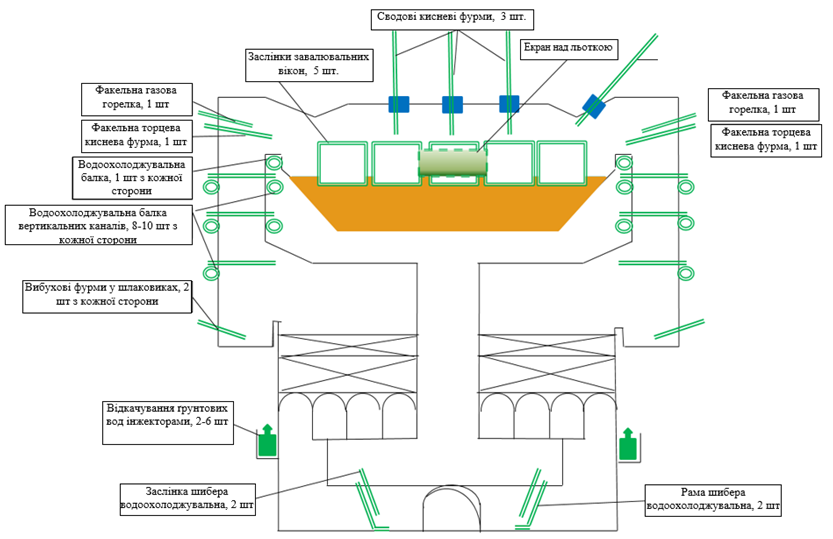 Сводові кисневі фурми,  3 шт.
Заслінки завалювальних
вікон,  5 шт.
Екран над льоткою
Факельна газова
горелка, 1 шт
Факельна торцева
киснева фурма, 1 шт
Водоохолоджувальна
балка, 1 шт з кожної
сторони
Водоохолоджувальна балка
вертикальних каналів, 8-10 шт з
кожної сторони
Вибухові фурми у шлаковиках, 2
шт з кожної сторони
Відкачування ґрунтових
вод інжекторами, 2-6 шт
Заслінка шибера
водоохолоджувальна, 2 шт
Факельна газова
горелка, 1 шт
Факельна торцева
киснева фурма, 1 шт
Рама шибера
водоохолоджувальна, 2 шт